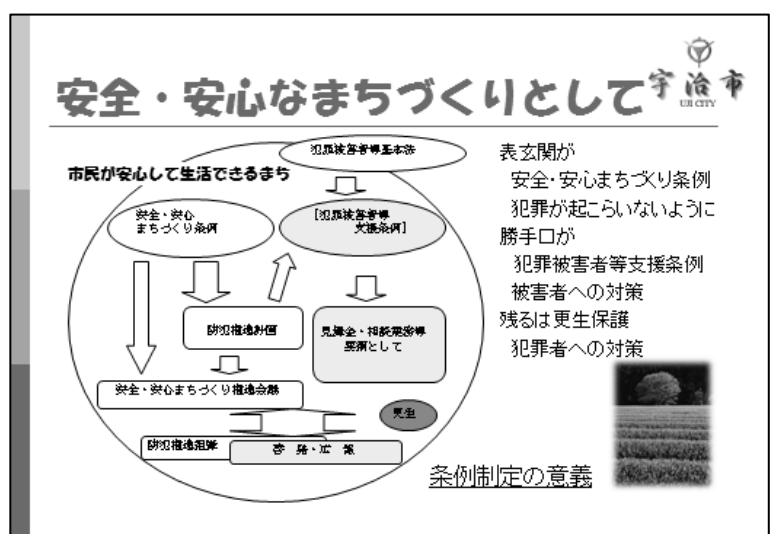 安全・安心なまちづくりとして
宇治市
UJI CITY
犯罪被害者等基本法
市民が安心して生活できるまち
安全・安心
まちづくり条例
[犯罪被害者等
支援条例]
防犯推進計画
見舞金・相談業務等
要領として
安全・安心まちづくり推進会議
更生
防犯推進組織
啓発・広報
表玄関が
安全・安心まちづくり条例
犯罪が起こらいないように
勝手口が
犯罪被害者等支援条例
被害者への対策
残るは更生保護
犯罪者への対策
条例制定の意義